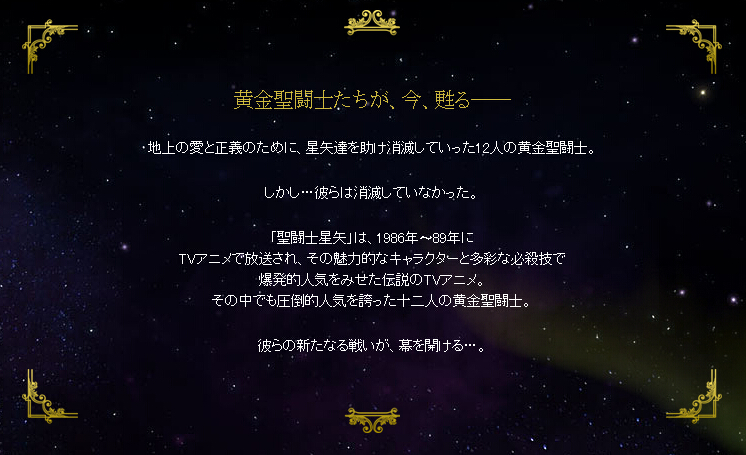 黄金聖闘士たちが、今、甦る――
地上の愛と正義のために、星矢達を助け消滅していった12人の黄金聖闘士。
しかし…彼らは消滅していなかった。
「聖闘士星矢」は、1986年～89年に
TVアニメで放送され、その魅力的なキャラクターと多彩な必殺技で
爆発的人気をみせた伝説のTVアニメ。
その中でも圧倒的人気を誇った十二人の黄金聖闘士。
彼らの新たなる戦いが、幕を開ける…。